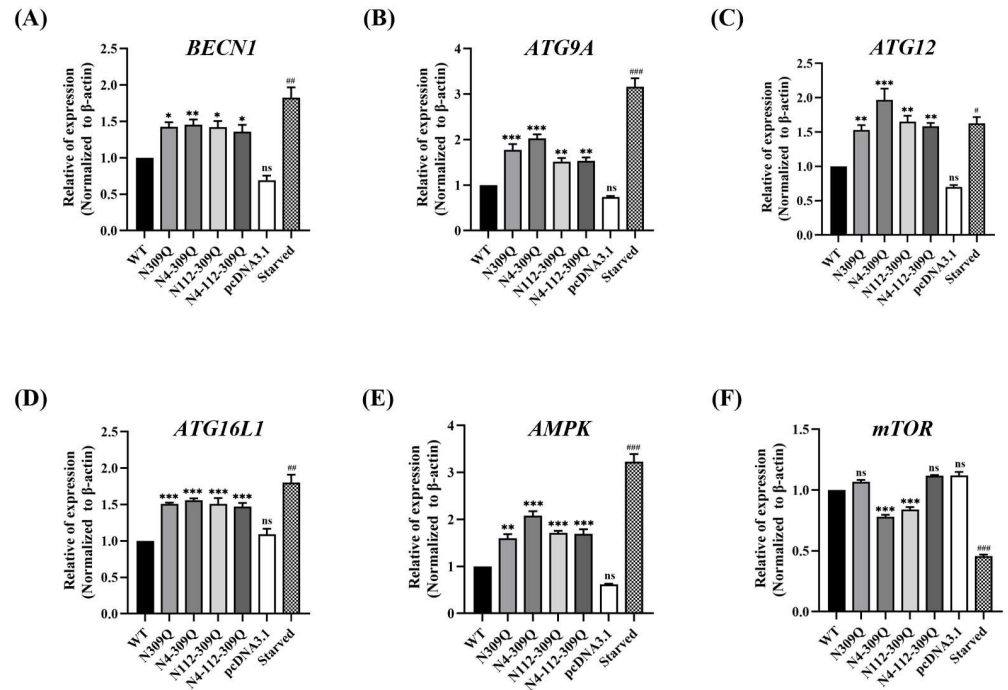 (A)
BECN1
Relative of expression
(Normalized to β-actin)
2.5
2.0
1.5
1.0
0.5
0.0
* ** * * ns ##
WT N309Q N4-309Q N112-309Q N4-112-309Q pcDNA3.1 Starved
(B)
ATG9A
Relative of expression
(Normalized to β-actin)
4
3
2
1
0
*** *** ** ** ns ###
WT N309Q N4-309Q N112-309Q N4-112-309Q pcDNA3.1 Starved
(C)
ATG12
Relative of expression
(Normalized to β-actin)
2.5
2.0
1.5
1.0
0.5
0.0
** *** ** ** ns #
WT N309Q N4-309Q N112-309Q N4-112-309Q pcDNA3.1 Starved
(D)
ATG16L1
Relative of expression
(Normalized to β-actin)
2.5
2.0
1.5
1.0
0.5
0.0
*** *** *** *** ns ##
WT N309Q N4-309Q N112-309Q N4-112-309Q pcDNA3.1 Starved
(E)
AMPK
Relative of expression
(Normalized to β-actin)
4
3
2
1
0
** *** *** *** ns ###
WT N309Q N4-309Q N112-309Q N4-112-309Q pcDNA3.1 Starved
(F)
mTOR
Relative of expression
(Normalized to β-actin)
1.5
1.0
0.5
0.0
ns *** *** ns ns ###
WT N309Q N4-309Q N112-309Q N4-112-309Q pcDNA3.1 Starved